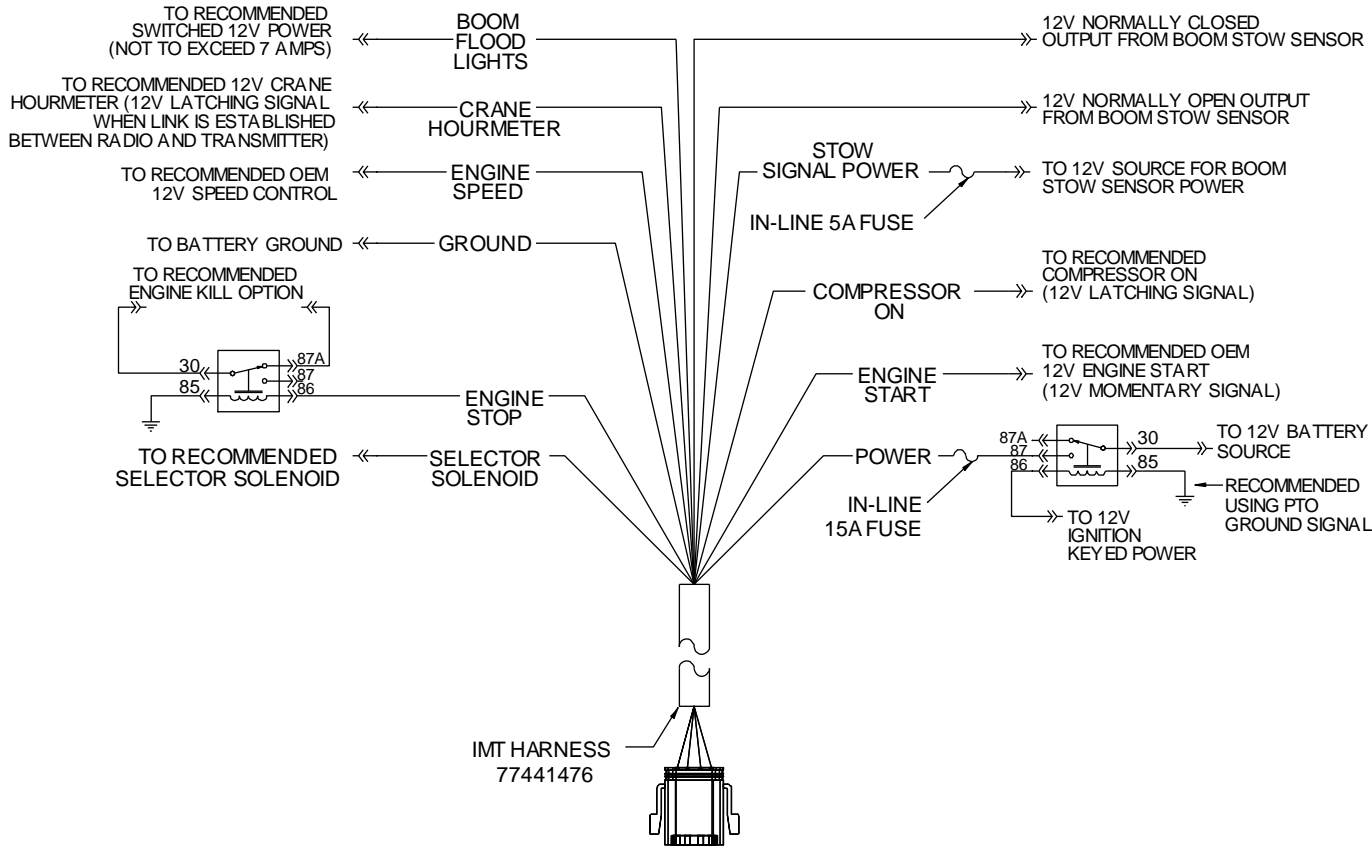 TO RECOMMENDED
SWITCHED 12V POWER
(NOT TO EXCEED 7 AMPS)
BOOM
FLOOD
LIGHTS
TO RECOMMENDED 12V CRANE
HOURMETER (12V LATCHING SIGNAL
WHEN LINK IS ESTABLISHED
BETWEEN RADIO AND TRANSMITTER)
CRANE
HOURMETER
TO RECOMMENDED OEM
12V SPEED CONTROL
ENGINE
SPEED
TO BATTERY GROUND
GROUND
TO RECOMMENDED
ENGINE KILL OPTION
30
85
87A
87
86
ENGINE
STOP
TO RECOMMENDED
SELECTOR SOLENOID
SELECTOR
SOLENOID
12V NORMALLY CLOSED
OUTPUT FROM BOOM STOW SENSOR
12V NORMALLY OPEN OUTPUT
FROM BOOM STOW SENSOR
STOW
SIGNAL POWER
TO 12V SOURCE FOR BOOM
STOW SENSOR POWER
IN-LINE 5A FUSE
COMPRESSOR
ON
TO RECOMMENDED
COMPRESSOR ON
(12V LATCHING SIGNAL)
ENGINE
START
TO RECOMMENDED OEM
12V ENGINE START
(12V MOMENTARY SIGNAL)
POWER
IN-LINE
15A FUSE
87A
87
86
30
85
TO 12V BATTERY
SOURCE
RECOMMENDED
USING PTO
GROUND SIGNAL
TO 12V
IGNITION
KEYED POWER
IMT HARNESS
77441476